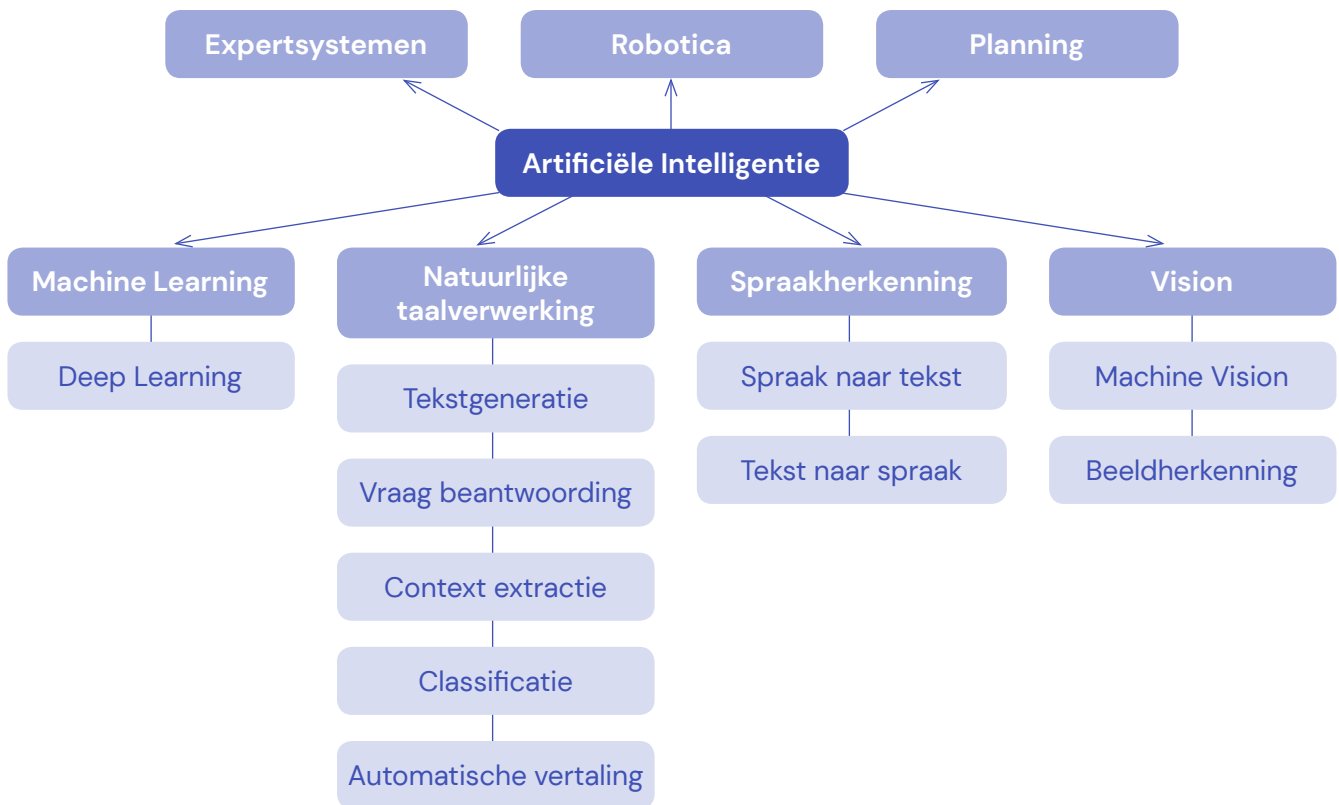 Expertsystemen
Robotica
Planning
Artificiële Intelligentie
Machine Learning
Deep Learning
Natuurlijke
taalverwerking
Tekstgeneratie
Vraag beantwoording
Context extractie
Classificatie
Automatische vertaling
Spraakherkenning
Spraak naar tekst
Tekst naar spraak
Vision
Machine Vision
Beeldherkenning